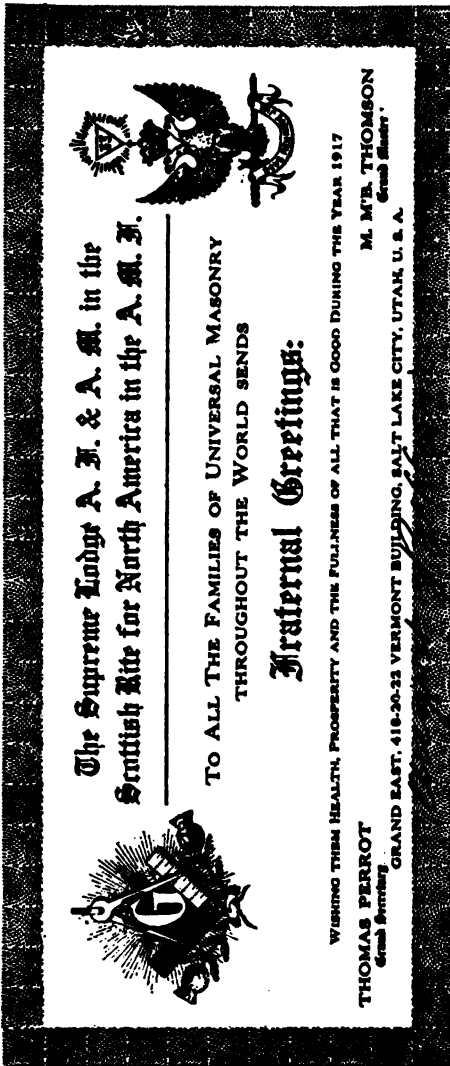 The Supreme Lodge A. F. & A. M. in the
Scottish Rite for North America in the A. M. F.
33
G
TO ALL THE FAMILIES OF UNIVERSAL MASONRY
THROUGHOUT THE WORLD SENDS
Fraternal Greetings:
WISHING THEM HEALTH, PROSPERITY AND THE FULLNESS OF ALL THAT IS GOOD DURING THE YEAR 1917
THOMAS PERROT M. M'B. THOMSON
Grand Secretary Grand Master
GRAND EAST, 418-20-22 VERMONT BUILDING, SALT LAKE CITY, UTAH, U. S. A.